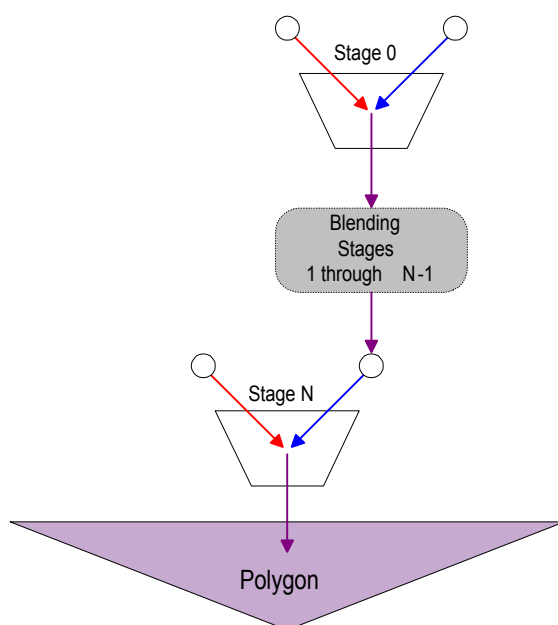 Stage 0
Blending
Stages
1 through N-1
Stage N
Polygon